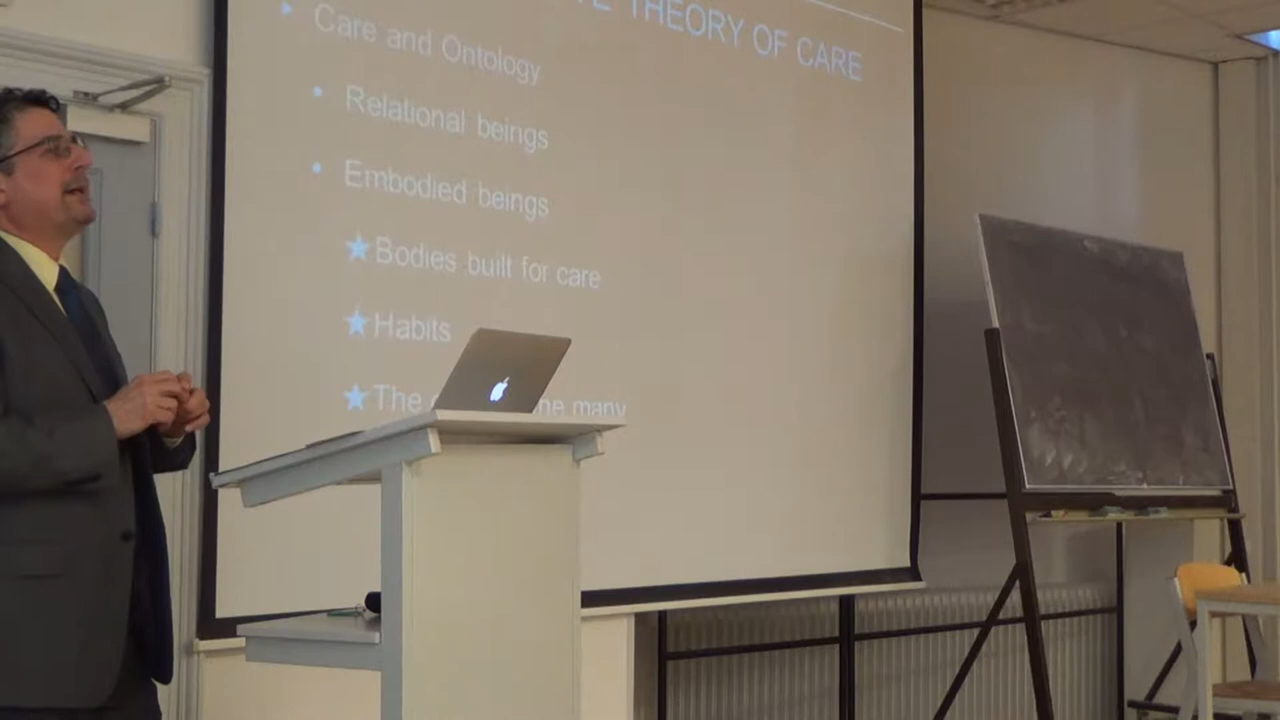 THEORY OF CARE
Care and Ontology
Relational beings
Embodied beings
Bodies built for care
Habits
The many